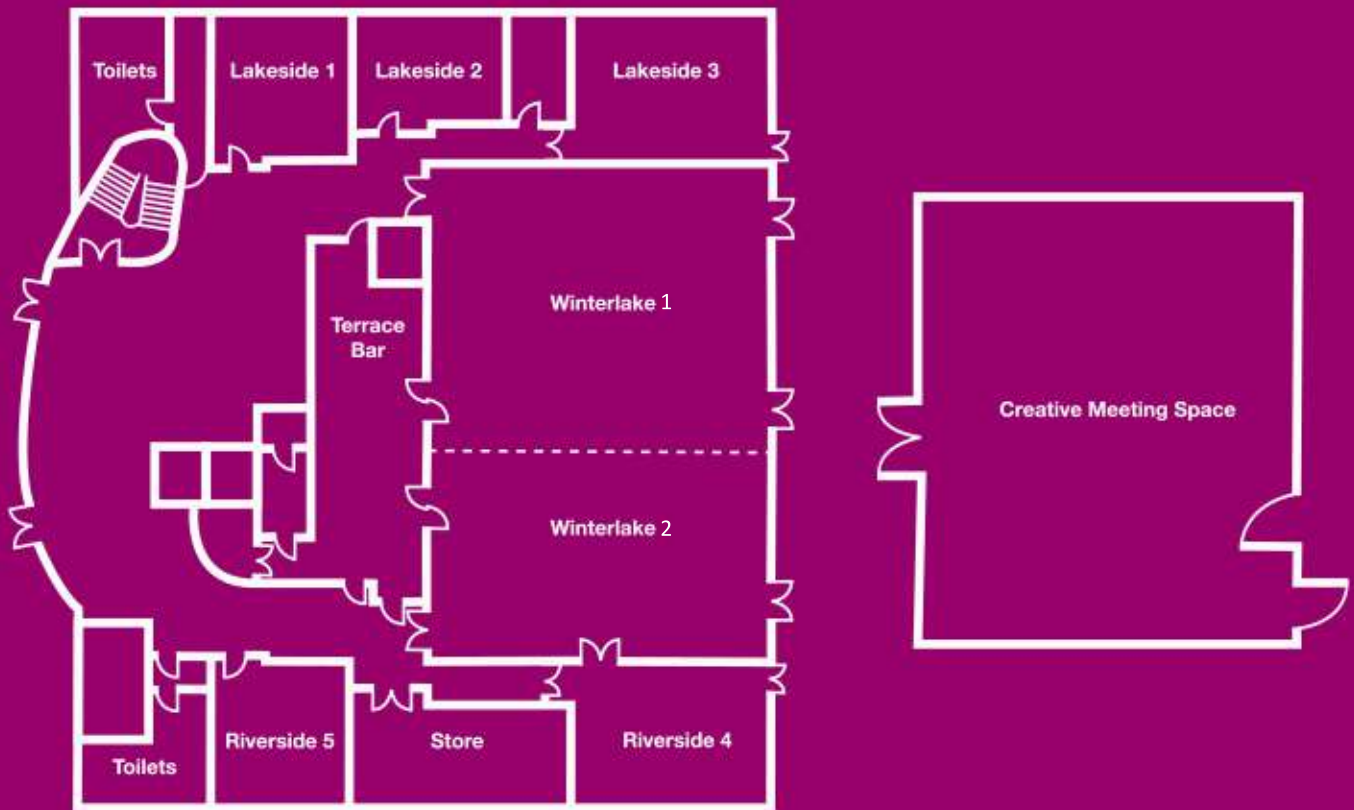 Toilets
Lakeside 1
Lakeside 2
Lakeside 3
Winterlake 1
Terrace
Bar
Creative Meeting Space
Winterlake 2
Riverside 5
Store
Riverside 4
Toilets